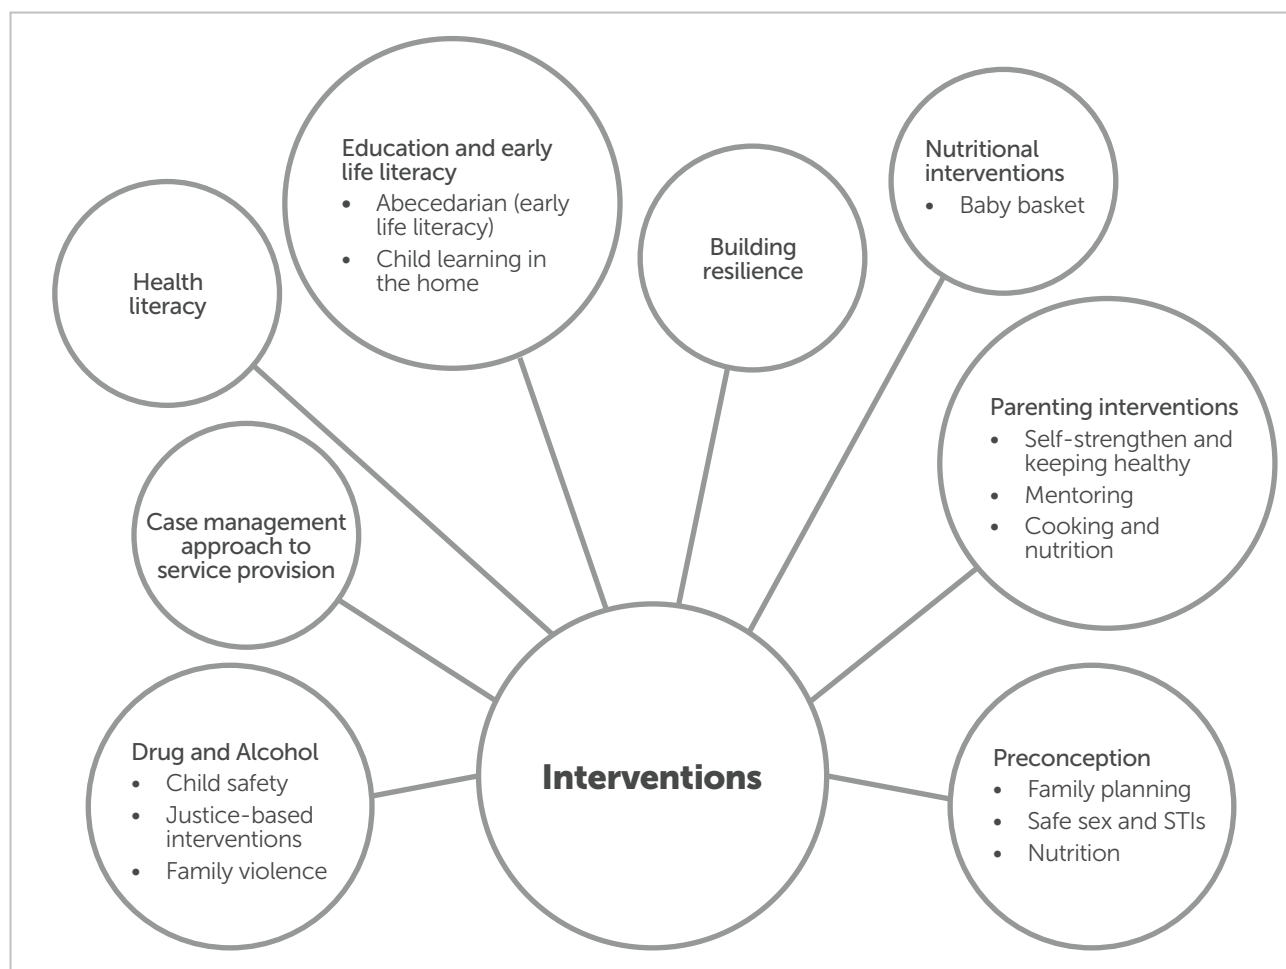 Education and early
life literacy
• Abecedarian (early
life literacy)
• Child learning in
the home
Nutritional
interventions
• Baby basket
Building
resilience
Health
literacy
Parenting interventions
• Self-strengthen and
keeping healthy
• Mentoring
• Cooking and
nutrition
Case management
approach to
service provision
Drug and Alcohol
• Child safety
• Justice-based
interventions
• Family violence
Interventions
Preconception
• Family planning
• Safe sex and STIs
• Nutrition